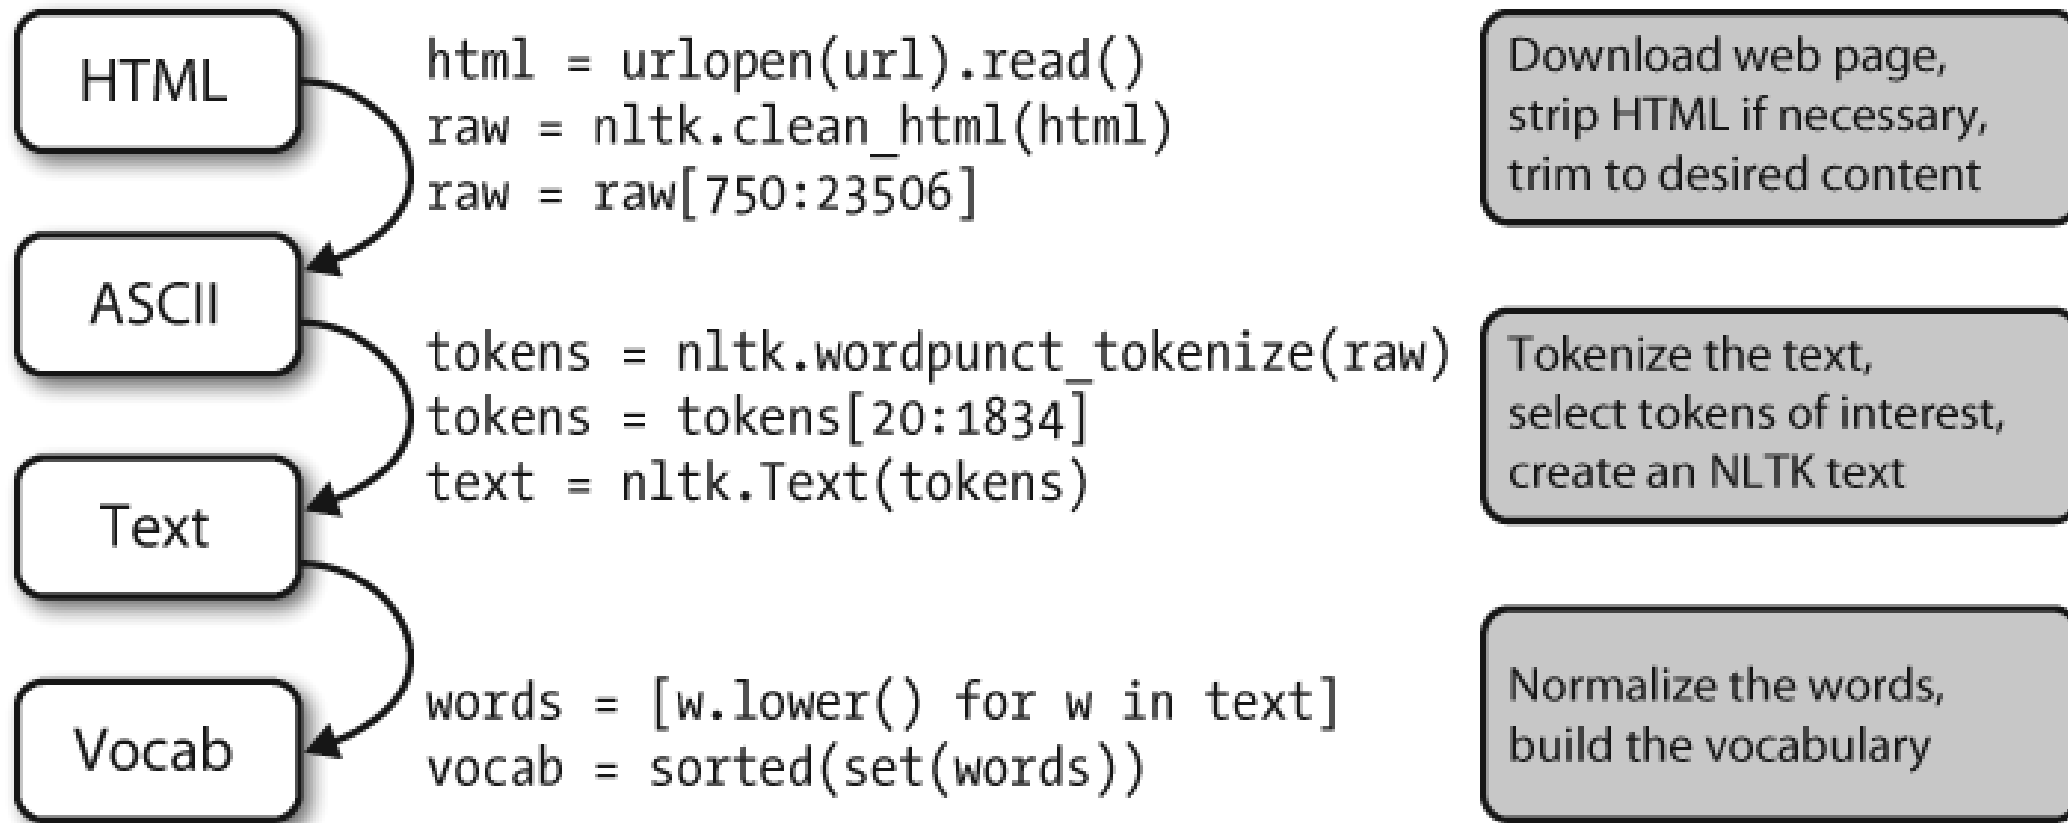 HTML
html = urlopen(url).read()
raw = nltk.clean_html(html)
raw = raw[750:23506]
Download web page,
strip HTML if necessary,
trim to desired content
ASCII
tokens = nltk.wordpunct_tokenize(raw)
tokens = tokens[20:1834]
text = nltk.Text(tokens)
Tokenize the text,
select tokens of interest,
create an NLTK text
Text
words = [w.lower() for w in text]
vocab = sorted(set(words))
Normalize the words,
build the vocabulary
Vocab